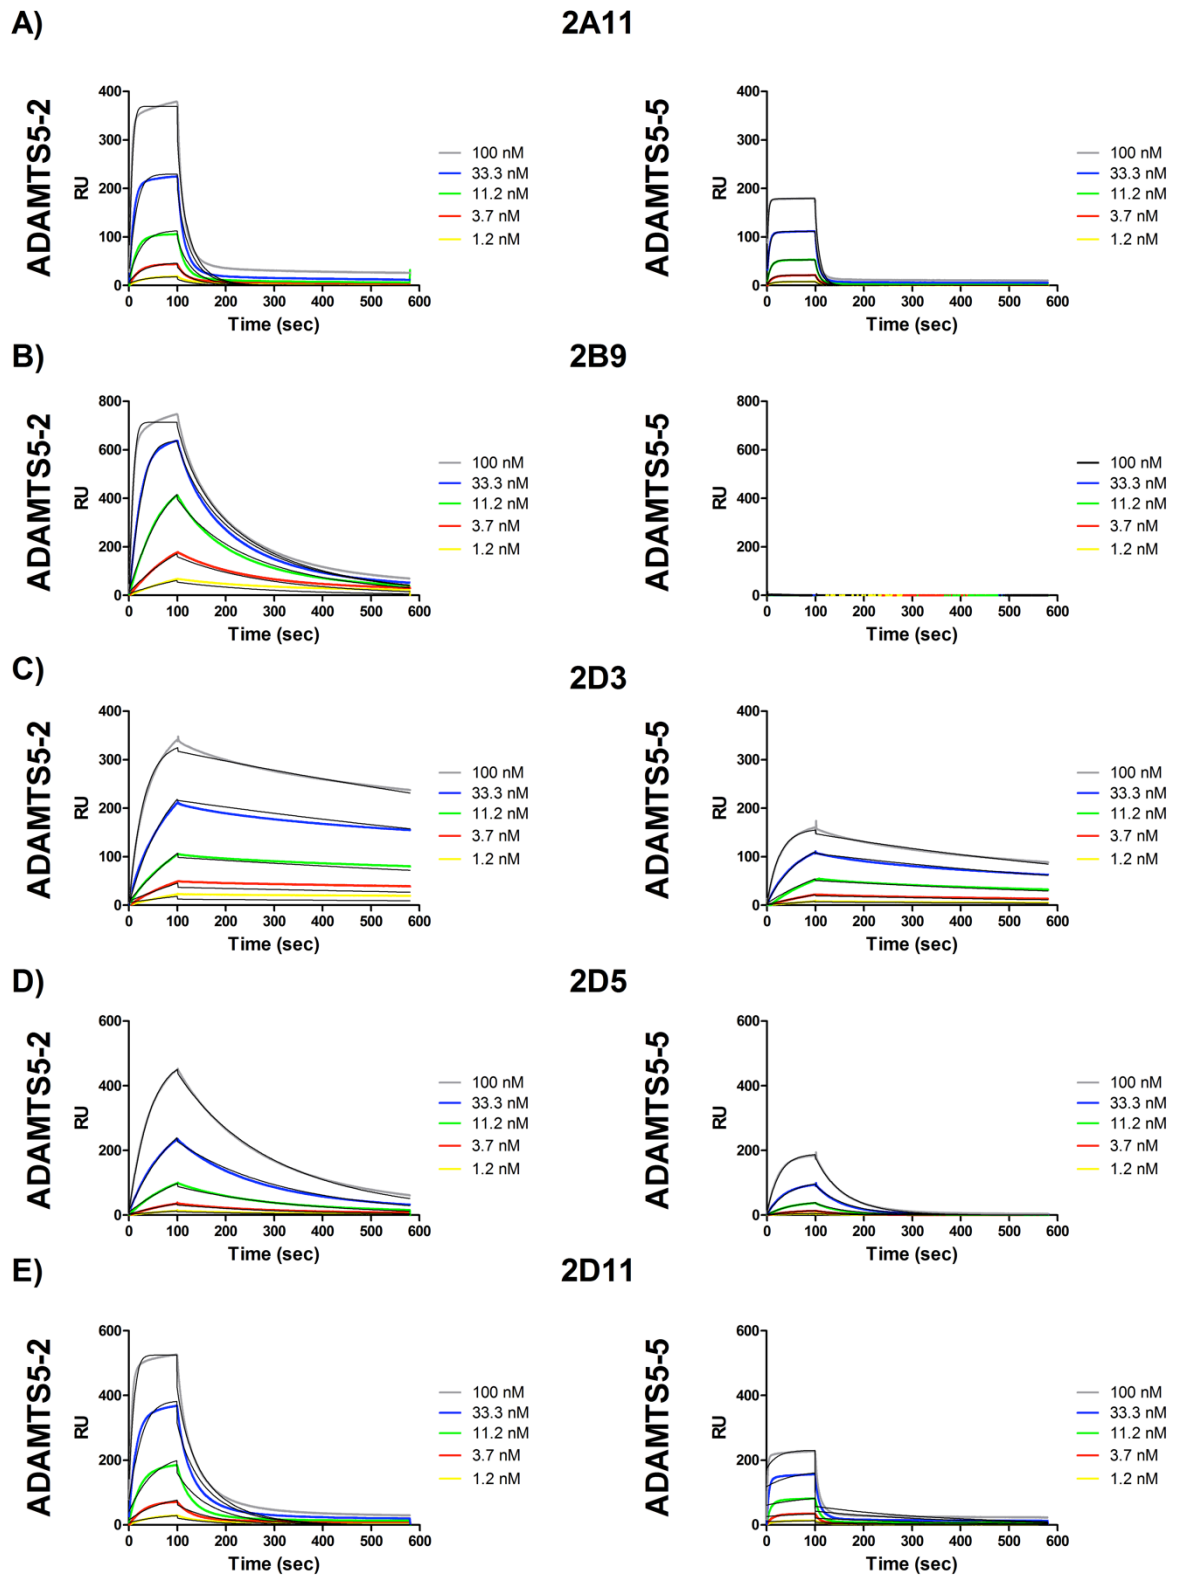 A)
2A11
ADAMTS5-2
RU
400
300
200
100
0
0 100 200 300 400 500 600
Time (sec)
100 nM
33.3 nM
11.2 nM
3.7 nM
1.2 nM
ADAMTS5-5
RU
400
300
200
100
0
0 100 200 300 400 500 600
Time (sec)
100 nM
33.3 nM
11.2 nM
3.7 nM
1.2 nM
B)
2B9
ADAMTS5-2
RU
800
600
400
200
0
0 100 200 300 400 500 600
Time (sec)
100 nM
33.3 nM
11.2 nM
3.7 nM
1.2 nM
ADAMTS5-5
RU
800
600
400
200
0
0 100 200 300 400 500 600
Time (sec)
100 nM
33.3 nM
11.2 nM
3.7 nM
1.2 nM
C)
2D3
ADAMTS5-2
RU
400
300
200
100
0
0 100 200 300 400 500 600
Time (sec)
100 nM
33.3 nM
11.2 nM
3.7 nM
1.2 nM
ADAMTS5-5
RU
400
300
200
100
0
0 100 200 300 400 500 600
Time (sec)
100 nM
33.3 nM
11.2 nM
3.7 nM
1.2 nM
D)
2D5
ADAMTS5-2
RU
600
400
200
0
0 100 200 300 400 500 600
Time (sec)
100 nM
33.3 nM
11.2 nM
3.7 nM
1.2 nM
ADAMTS5-5
RU
600
400
200
0
0 100 200 300 400 500 600
Time (sec)
100 nM
33.3 nM
11.2 nM
3.7 nM
1.2 nM
E)
2D11
ADAMTS5-2
RU
600
400
200
0
0 100 200 300 400 500 600
Time (sec)
100 nM
33.3 nM
11.2 nM
3.7 nM
1.2 nM
ADAMTS5-5
RU
600
400
200
0
0 100 200 300 400 500 600
Time (sec)
100 nM
33.3 nM
11.2 nM
3.7 nM
1.2 nM